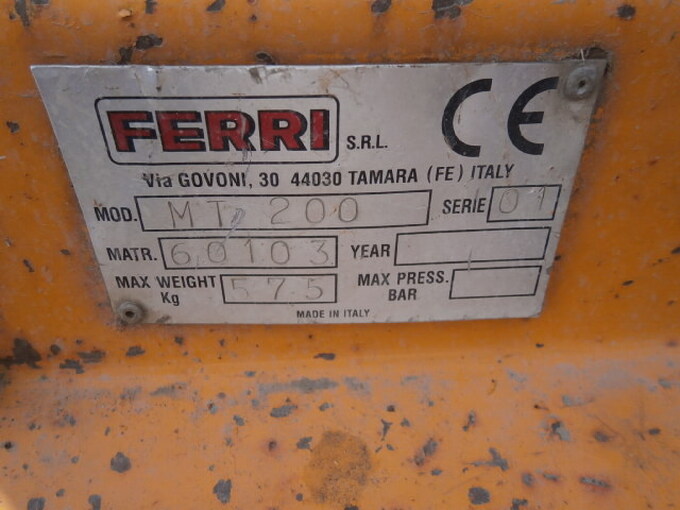 FERRI S.R.L. CE
Via GOVONI, 30 44030 TAMARA (FE) ITALY
MOD. MT 200 SERIE 01
MATR. 60103 YEAR
MAX WEIGHT 575 MAX PRESS.
Kg BAR
MADE IN ITALY